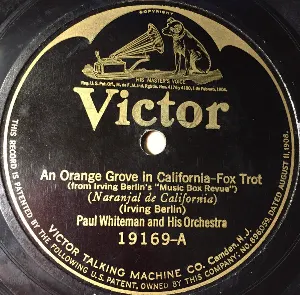 COPYRIGHT
"HIS MASTER'S VOICE"
Victor
An Orange Grove in California-Fox Trot
(from Irving Berlin's "Music Box Revue")
(Naranjal de California)
(Irving Berlin)
Paul Whiteman and His Orchestra
19169-A
THIS RECORD IS PATENTED BY THE
FOLLOWING U.S. PATENT, OWNED BY THIS COMPANY: NO. 896059, DATED AUGUST 11, 1908.
VICTOR TALKING MACHINE CO. Camden, N.J.